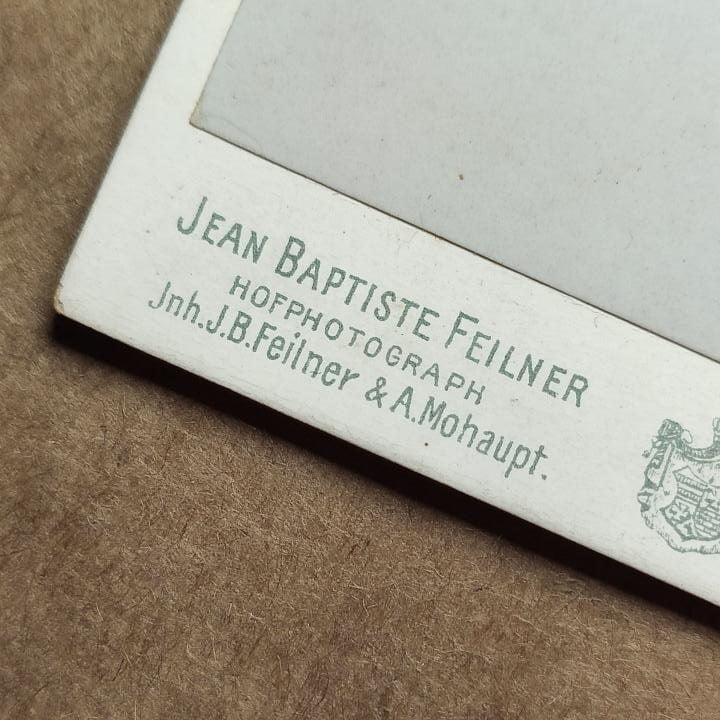 JEAN BAPTISTE FEILNER
HOFPHOTOGRAPH
Jnh.J.B.Feilner & A.Mohaupt.